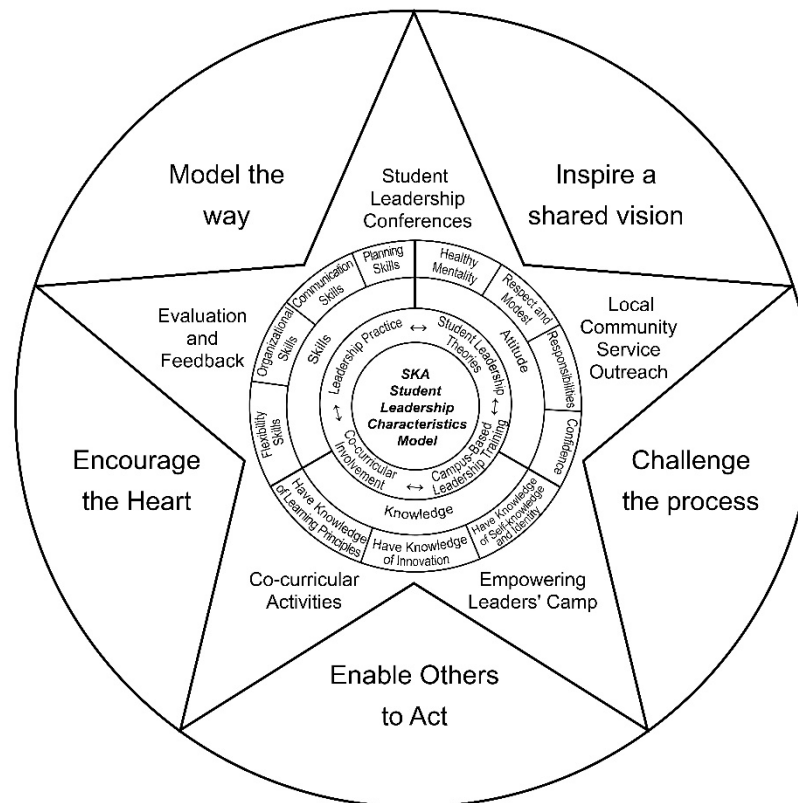 Model the
way
Inspire a
shared vision
Student
Leadership
Conferences
Evaluation
and
Feedback
Local
Community
Service
Outreach
Planning
Skills
Communication
Skills
Organizational
Skills
Flexibility
Skills
Healthy
Mentality
Respect and
Modest
Responsibilities
Confidence
Skills
Attitude
Knowledge
Leadership Practice
↔
Student Leadership
Theories
↔
Campus-Based
Leadership Training
↔
Co-curricular
Involvement
↔
SKA
Student
Leadership
Characteristics
Model
Have Knowledge
of Learning Principles
Have Knowledge
of Innovation
Have Knowledge
of Self-knowledge
and Identity
Encourage
the Heart
Challenge
the process
Co-curricular
Activities
Empowering
Leaders' Camp
Enable Others
to Act